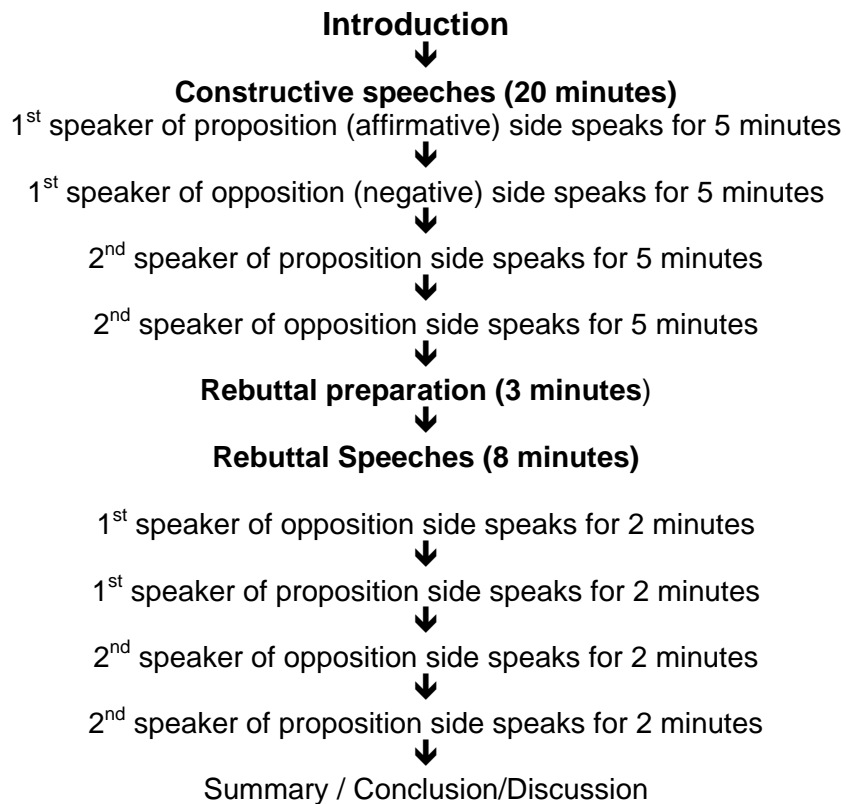 Introduction
Constructive speeches (20 minutes)
1st speaker of proposition (affirmative) side speaks for 5 minutes
1st speaker of opposition (negative) side speaks for 5 minutes
2nd speaker of proposition side speaks for 5 minutes
2nd speaker of opposition side speaks for 5 minutes
Rebuttal preparation (3 minutes)
Rebuttal Speeches (8 minutes)
1st speaker of opposition side speaks for 2 minutes
1st speaker of proposition side speaks for 2 minutes
2nd speaker of opposition side speaks for 2 minutes
2nd speaker of proposition side speaks for 2 minutes
Summary / Conclusion/Discussion